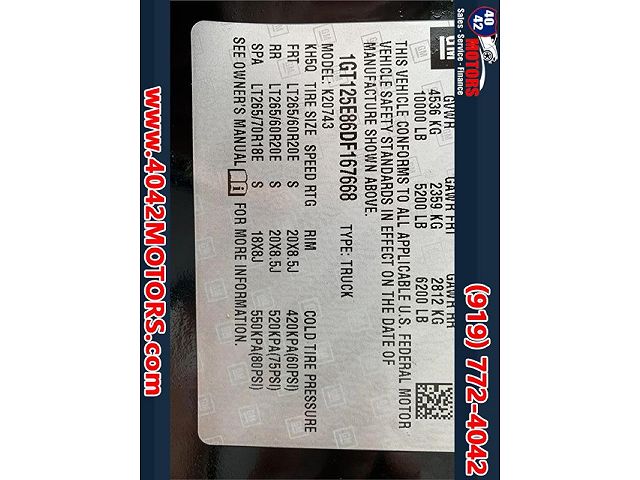 40
42
MOTORS
Sales - Service - Finance
(919) 772-4042
GM
GVWR GAWR FRT GAWR RR
4536 KG 2359 KG 2812 KG
10000 LB 5200 LB 6200 LB
THIS VEHICLE CONFORMS TO ALL APPLICABLE U.S. FEDERAL MOTOR
VEHICLE SAFETY STANDARDS IN EFFECT ON THE DATE OF
MANUFACTURE SHOWN ABOVE.
1GT125E86DF167668 TYPE: TRUCK
MODEL: K20743
KH5Q TIRE SIZE SPEED RTG RIM COLD TIRE PRESSURE
FRT LT265/60R20E S 20X8.5J 420KPA(60PSI)
RR LT265/60R20E S 20X8.5J 520KPA(75PSI)
SPA LT265/70R18E S 18X8J 550KPA(80PSI)
SEE OWNER'S MANUAL FOR MORE INFORMATION.
www.4042MOTORS.com